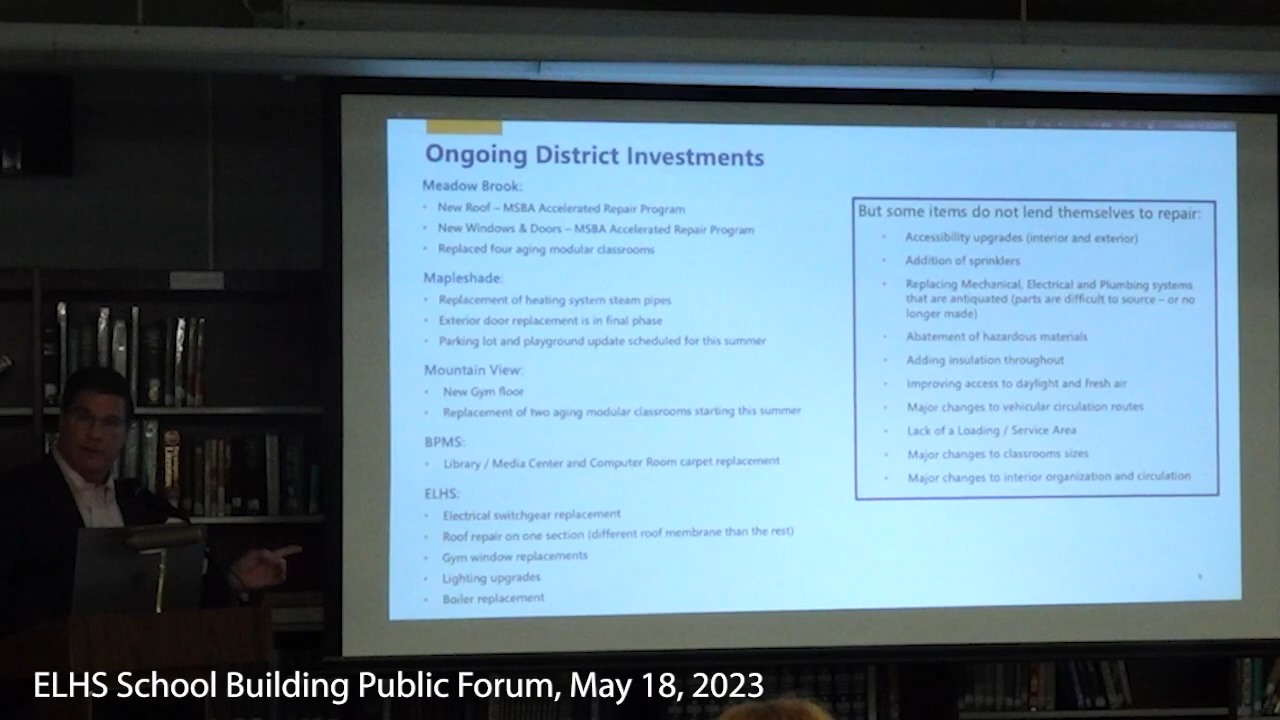 Ongoing District Investments
Meadow Brook:
• New Roof – MSBA Accelerated Repair Program
• New Windows & Doors – MSBA Accelerated Repair Program
• Replaced four aging modular classrooms
Mapleshade:
• Replacement of heating system steam pipes
• Exterior door replacement is in final phase
• Parking lot and playground update scheduled for this summer
Mountain View:
• New Gym floor
• Replacement of two aging modular classrooms starting this summer
BPMS:
• Library / Media Center and Computer Room carpet replacement
ELHS:
• Electrical switchgear replacement
• Roof repair on one section (different roof membrane than the rest)
• Gym window replacements
• Lighting upgrades
• Boiler replacement
But some items do not lend themselves to repair:
• Accessibility upgrades (interior and exterior)
• Addition of sprinklers
• Replacing Mechanical, Electrical and Plumbing systems
that are antiquated (parts are difficult to source – or no
longer made)
• Abatement of hazardous materials
• Adding insulation throughout
• Improving access to daylight and fresh air
• Major changes to vehicular circulation routes
• Lack of a Loading / Service Area
• Major changes to classrooms sizes
• Major changes to interior organization and circulation
ELHS School Building Public Forum, May 18, 2023